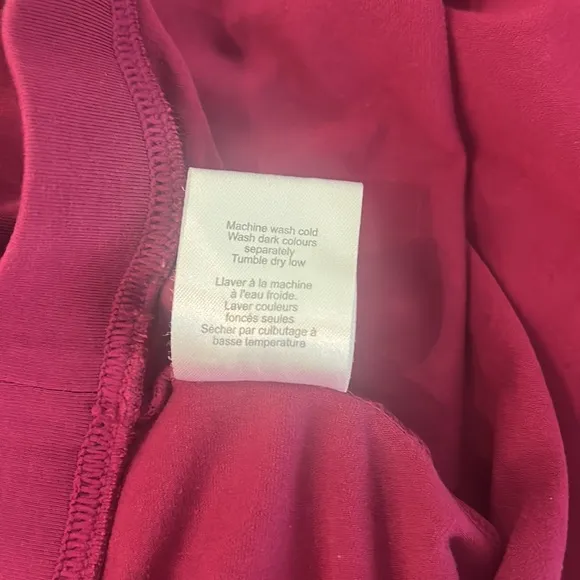 Machine wash cold
Wash dark colours
separately
Tumble dry low
Llaver à la machine
à l'eau froide.
Laver couleurs
foncés seules
Sècher par culbutage à
basse temperature